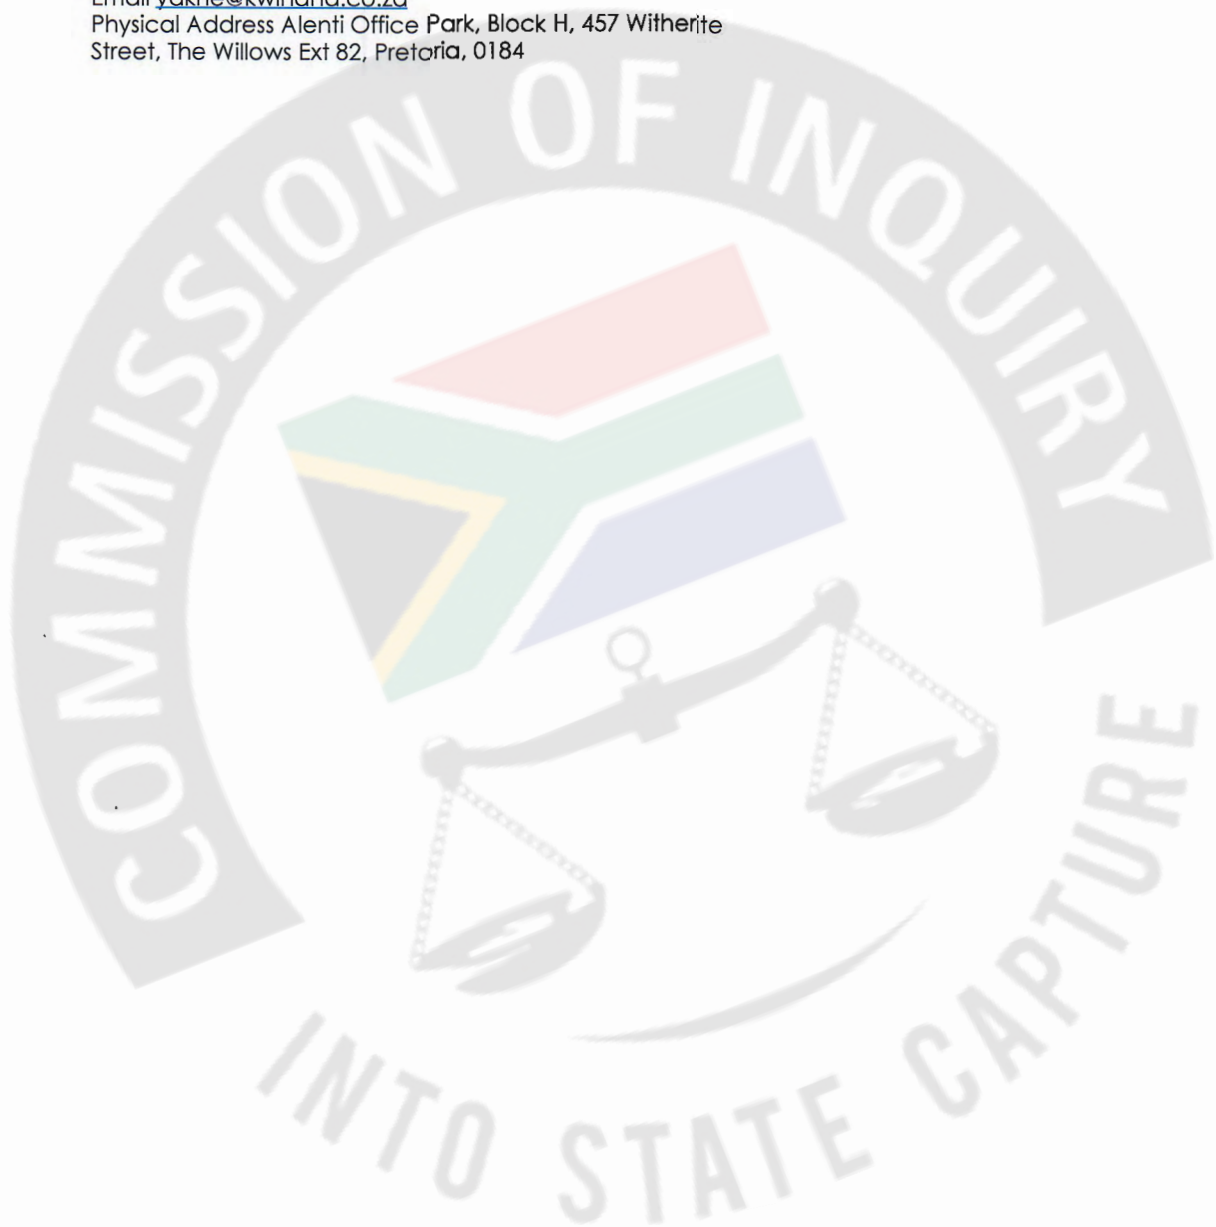 Email
Physical Address Alenti Office Park, Block H, 457 Witherite
Street, The Willows Ext 82, Pretoria, 0184
COMMISSION OF INQUIRY
INTO STATE CAPTURE